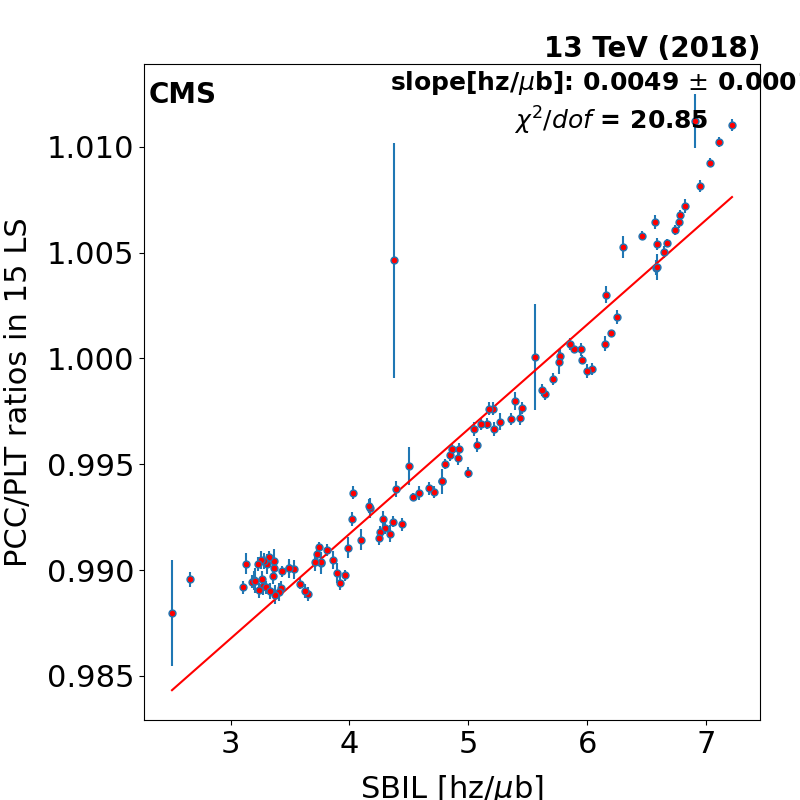 13 TeV (2018)
CMS
slope[hz/μb]: 0.0049 ± 0.000
χ²/dof = 20.85
PCC/PLT ratios in 15 LS
1.010
1.005
1.000
0.995
0.990
0.985
3 4 5 6 7
SBIL [hz/μb]